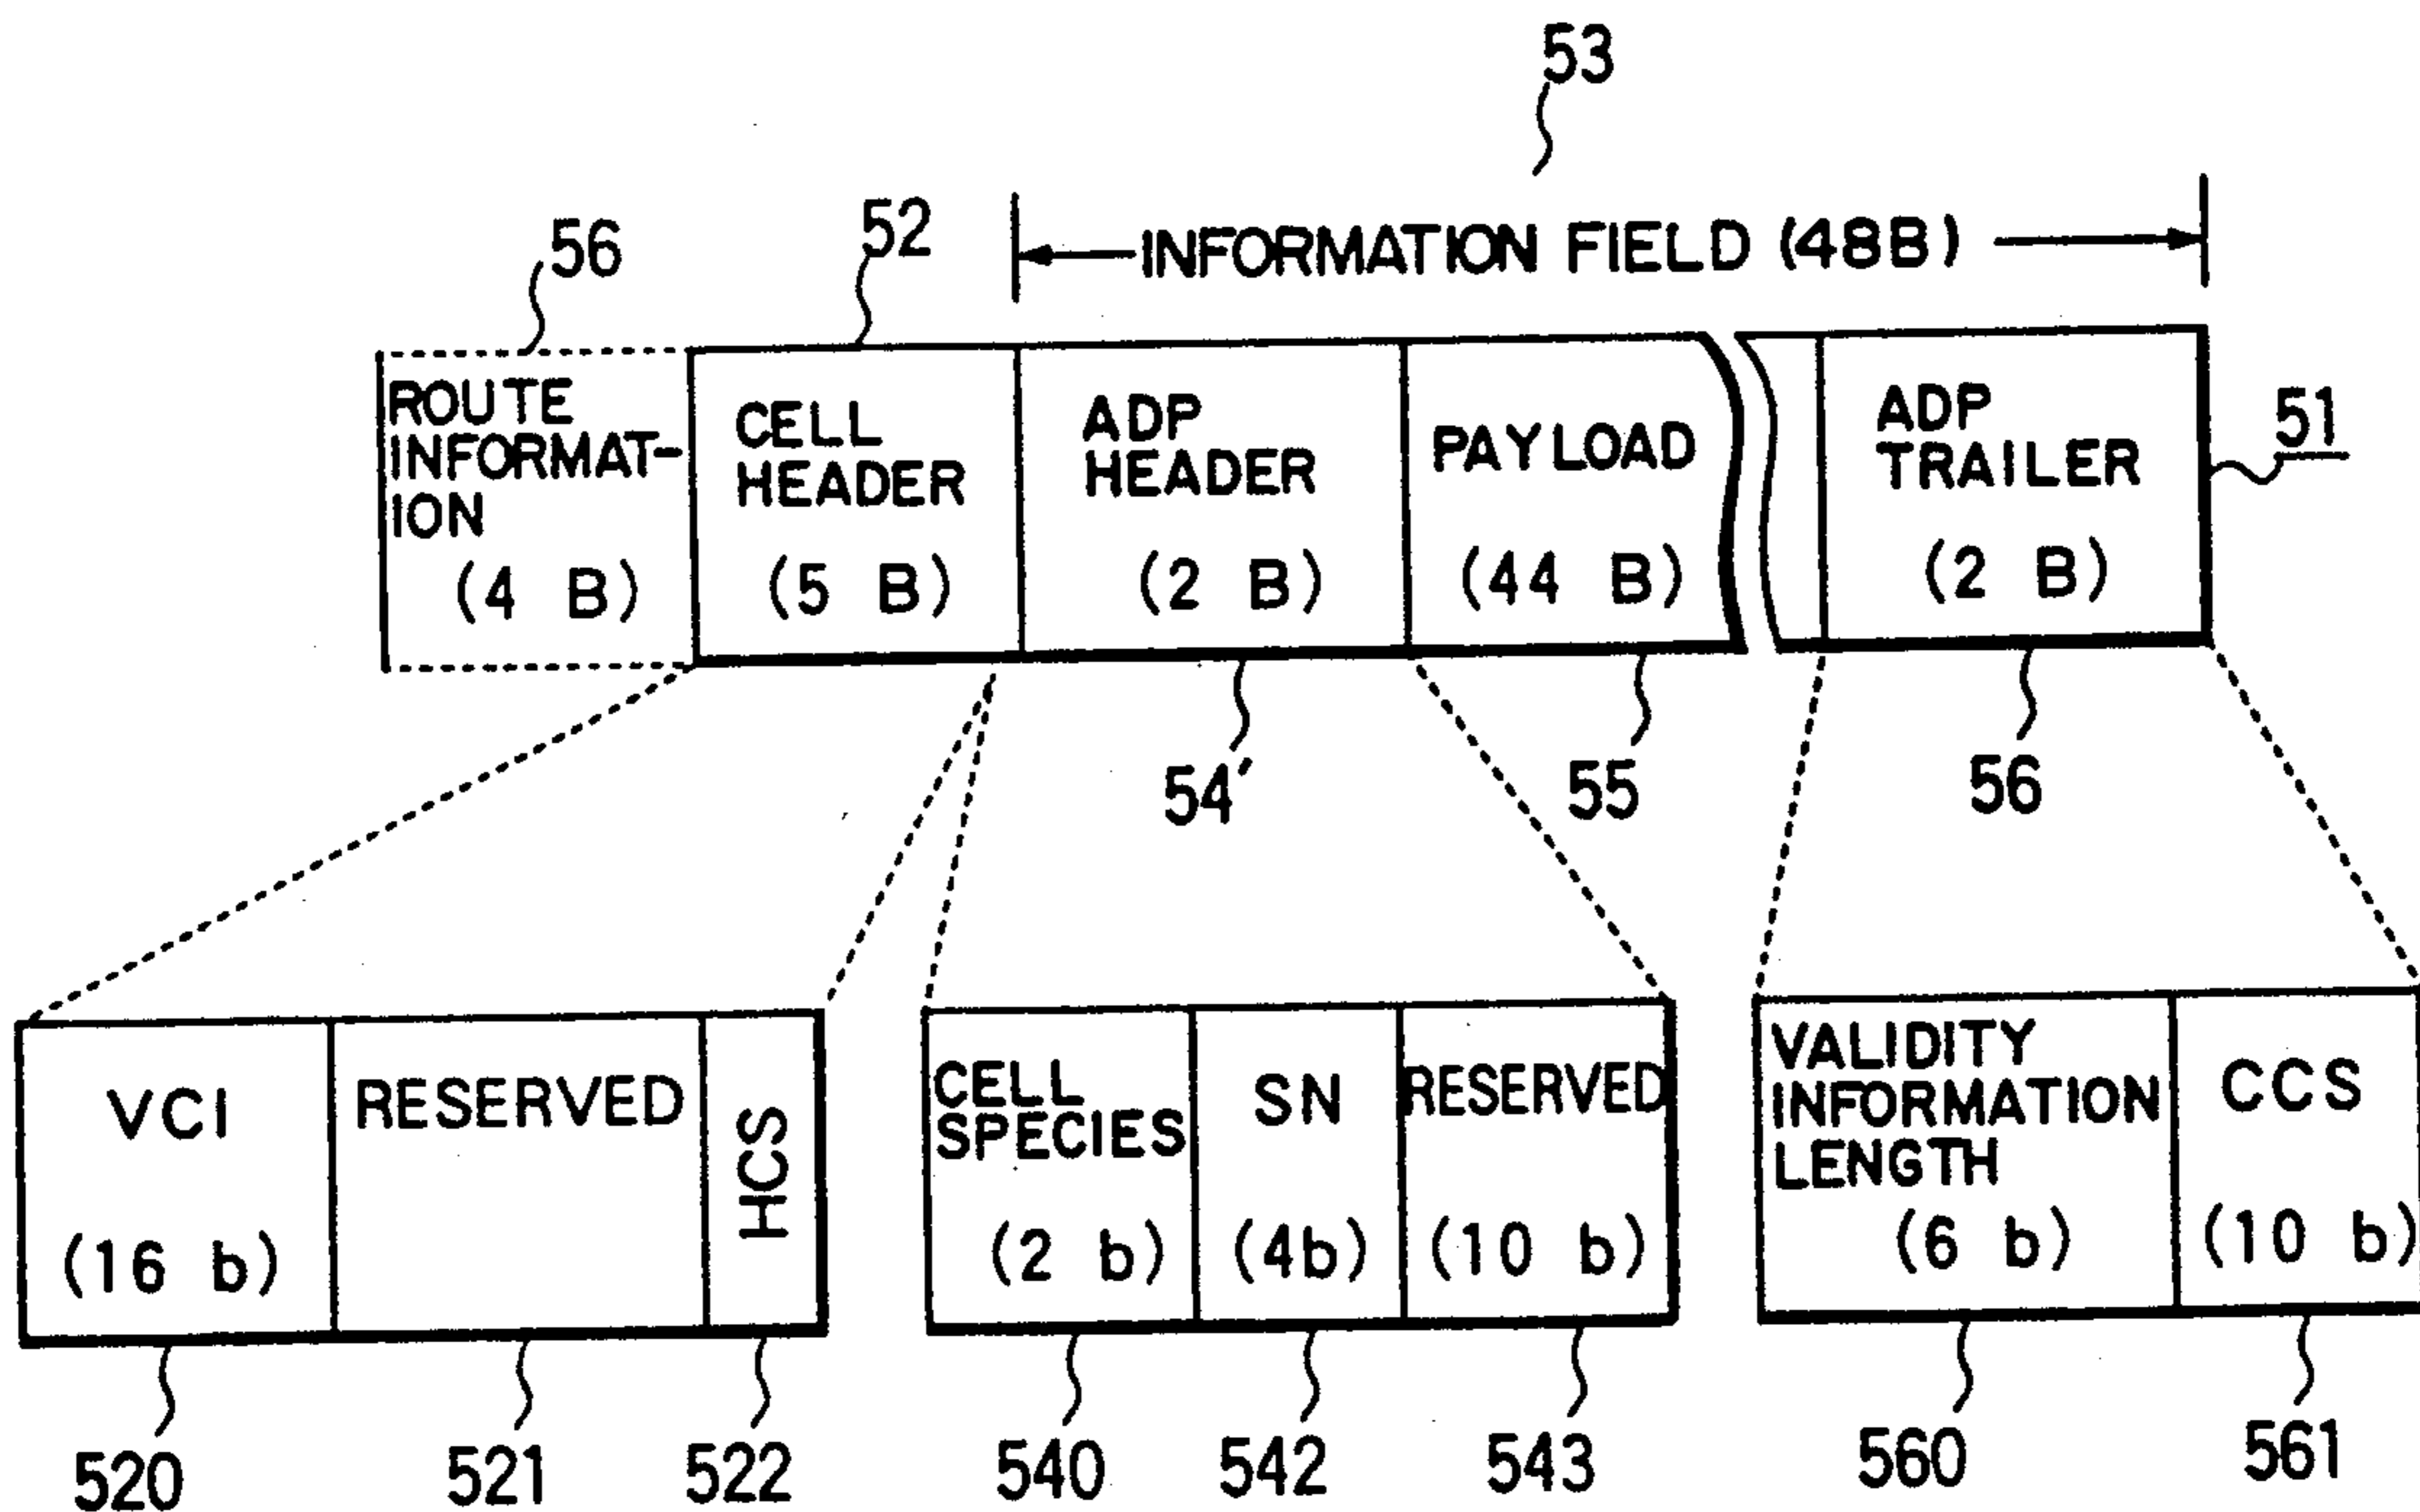 53
56
52
INFORMATION FIELD (48B)
ROUTE
INFORMAT-
ION
(4 B)
CELL
HEADER
(5 B)
ADP
HEADER
(2 B)
PAYLOAD
(44 B)
ADP
TRAILER
(2 B)
51
54'
55
56
VCI
(16 b)
RESERVED
HCS
CELL
SPECIES
(2 b)
SN
(4b)
RESERVED
(10 b)
VALIDITY
INFORMATION
LENGTH
(6 b)
CCS
(10 b)
520
521
522
540
542
543
560
561